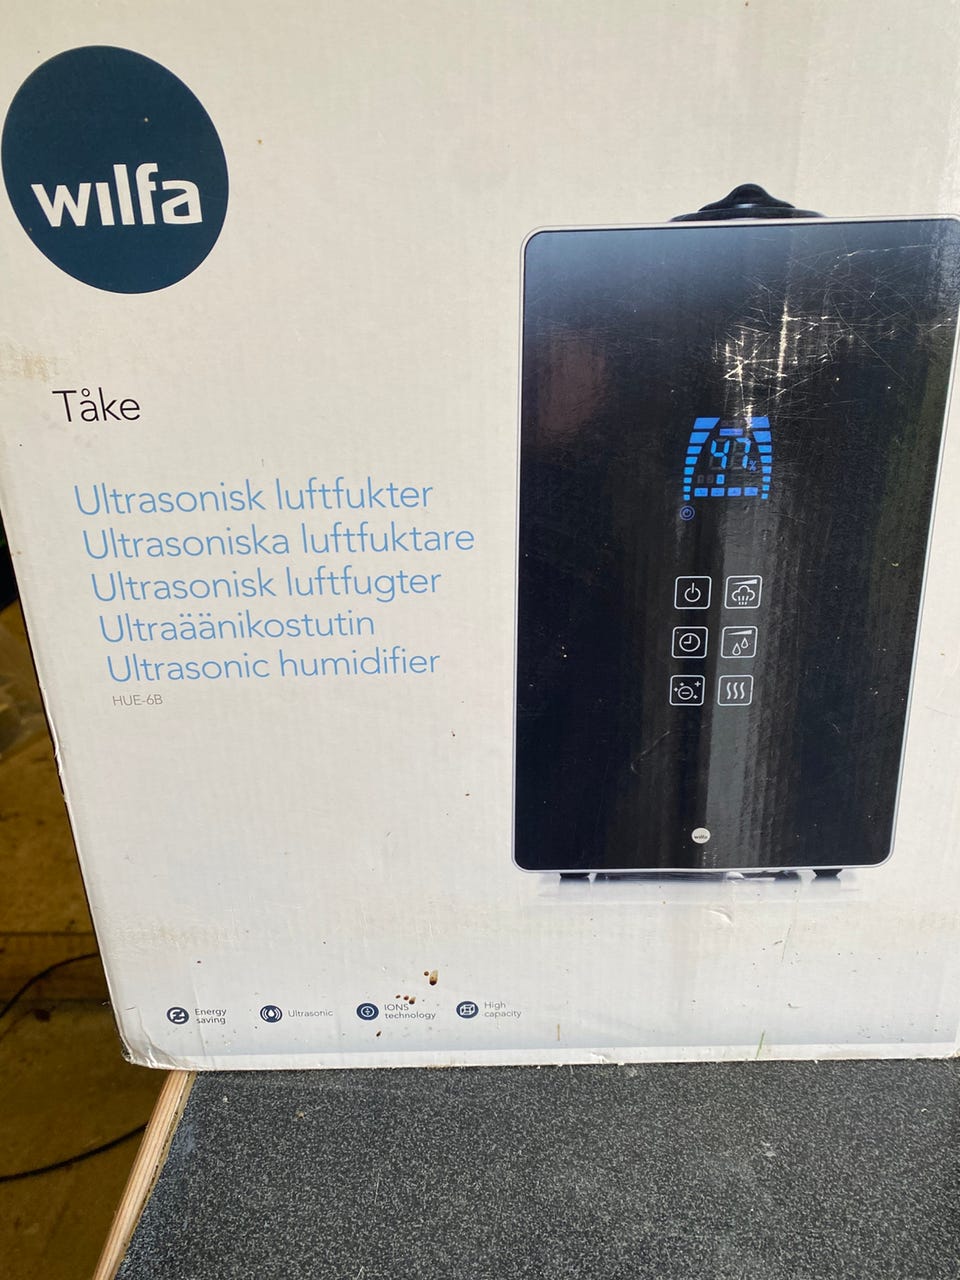 wilfa
Tåke
Ultrasonisk luftfukter
Ultrasoniska luftfuktare
Ultrasonisk luftfugter
Ultraäänikostutin
Ultrasonic humidifier
HUE-6B
47%
wilfa
Energy
saving
Ultrasonic
IONS
technology
High
capacity